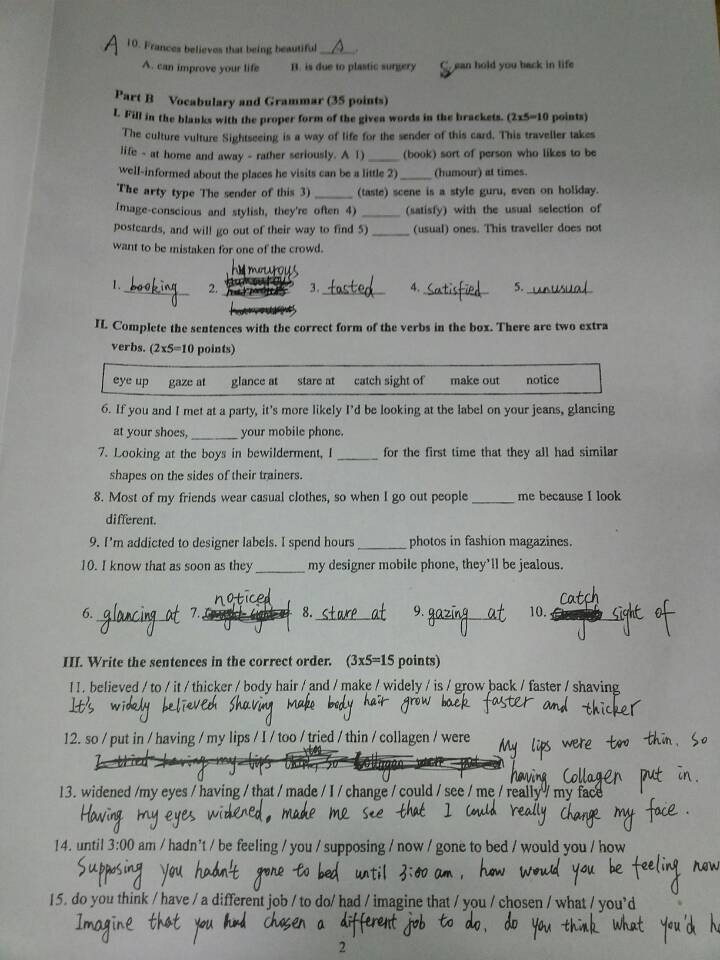 A 10. Frances believes that being beautiful __A__.
A. can improve your life B. is due to plastic surgery C. can hold you back in life
Part B Vocabulary and Grammar (35 points)
I. Fill in the blanks with the proper form of the given words in the brackets. (2x5=10 points)
The culture vulture Sightseeing is a way of life for the sender of this card. This traveller takes
life - at home and away - rather seriously. A 1) _____ (book) sort of person who likes to be
well-informed about the places he visits can be a little 2) _____ (humour) at times.
The arty type The sender of this 3) _____ (taste) scene is a style guru, even on holiday.
Image-conscious and stylish, they're often 4) _____ (satisfy) with the usual selection of
postcards, and will go out of their way to find 5) _____ (usual) ones. This traveller does not
want to be mistaken for one of the crowd.
1. booking 2. humourous 3. tasted 4. satisfied 5. unusual
II. Complete the sentences with the correct form of the verbs in the box. There are two extra
verbs. (2x5=10 points)
eye up gaze at glance at stare at catch sight of make out notice
6. If you and I met at a party, it's more likely I'd be looking at the label on your jeans, glancing
at your shoes, _____ your mobile phone.
7. Looking at the boys in bewilderment, I _____ for the first time that they all had similar
shapes on the sides of their trainers.
8. Most of my friends wear casual clothes, so when I go out people _____ me because I look
different.
9. I'm addicted to designer labels. I spend hours _____ photos in fashion magazines.
10. I know that as soon as they _____ my designer mobile phone, they'll be jealous.
6. glancing at 7. noticed 8. stare at 9. gazing at 10. catch sight of
III. Write the sentences in the correct order. (3x5=15 points)
11. believed / to / it / thicker / body hair / and / make / widely / is / grow back / faster / shaving
It's widely believed shaving make body hair grow back faster and thicker
12. so / put in / having / my lips / I / too / tried / thin / collagen / were
My lips were too thin. so
I tried having my lips thin, so Collagen were put in
having collagen put in.
13. widened /my eyes / having / that / made / I / change / could / see / me / really / my face
Having my eyes widened, made me see that I could really change my face.
14. until 3:00 am / hadn't / be feeling / you / supposing / now / gone to bed / would you / how
Supposing you hadn't gone to bed until 3:00 am, how would you be feeling now
15. do you think / have / a different job / to do/ had / imagine that / you / chosen / what / you'd
Imagine that you had chosen a different job to do. do you think what you'd h
2